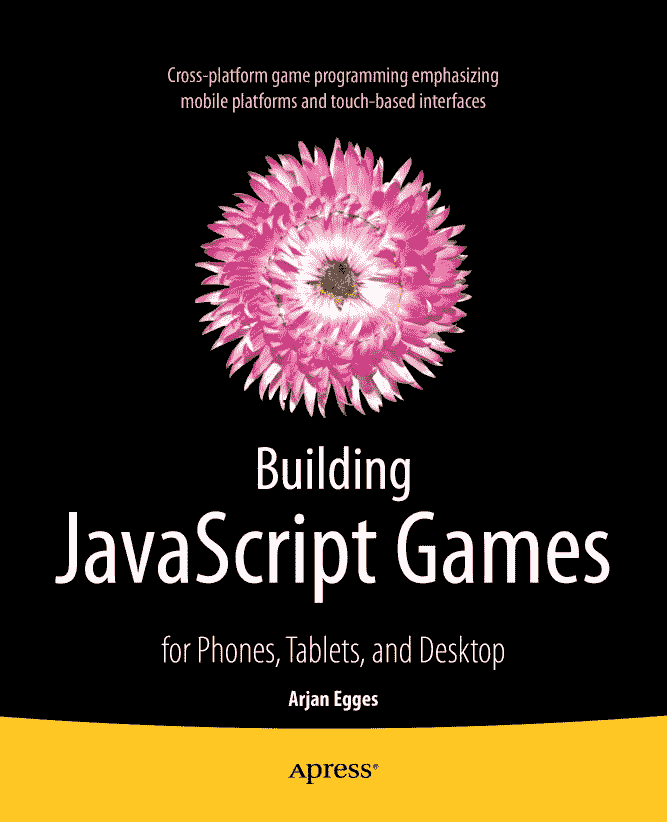 Cross-platform game programming emphasizing
mobile platforms and touch-based interfaces
Building
JavaScript Games
for Phones, Tablets, and Desktop
Arjan Egges
Apress®